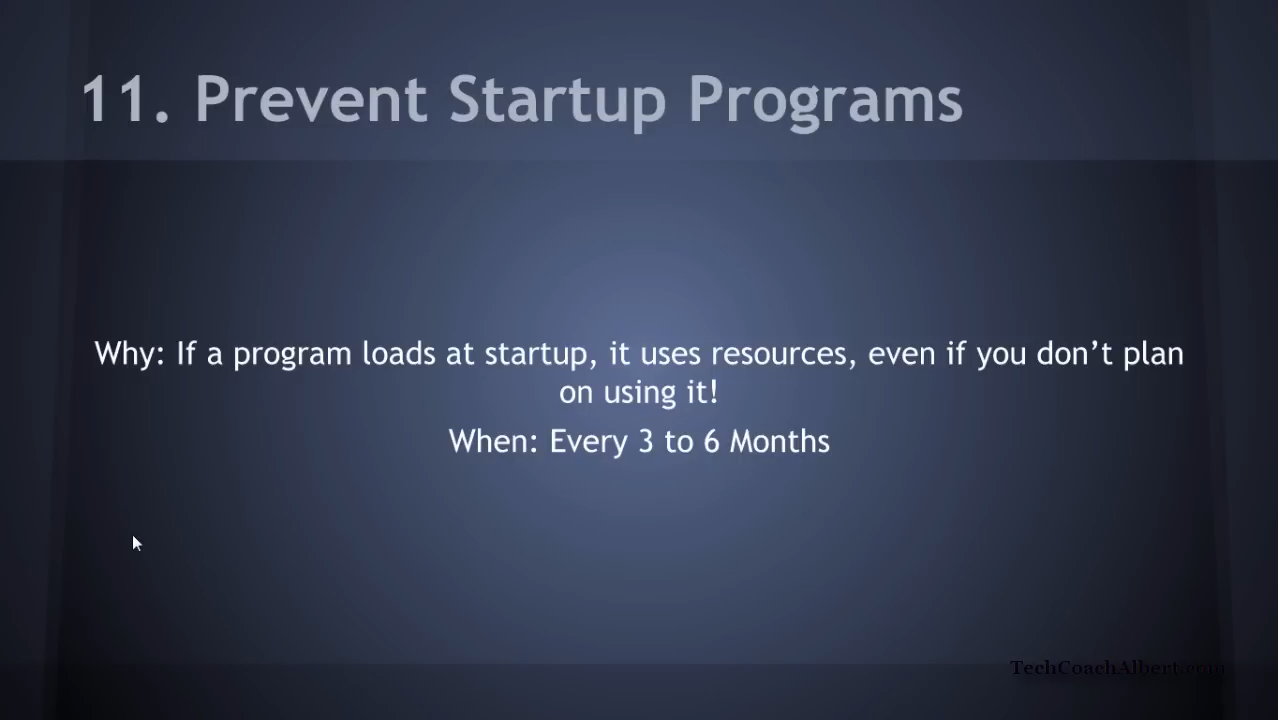 11. Prevent Startup Programs
Why: If a program loads at startup, it uses resources, even if you don’t plan
on using it!
When: Every 3 to 6 Months
TechCoachAlbert.com